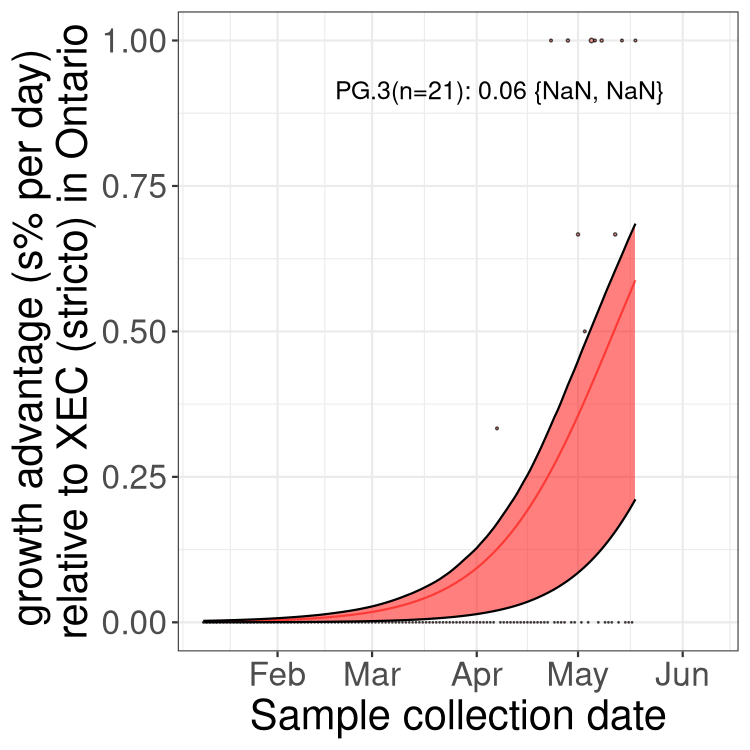 growth advantage (s% per day)
relative to XEC (stricto) in Ontario
1.00
0.75
0.50
0.25
0.00
PG.3(n=21): 0.06 {NaN, NaN}
Feb Mar Apr May Jun
Sample collection date